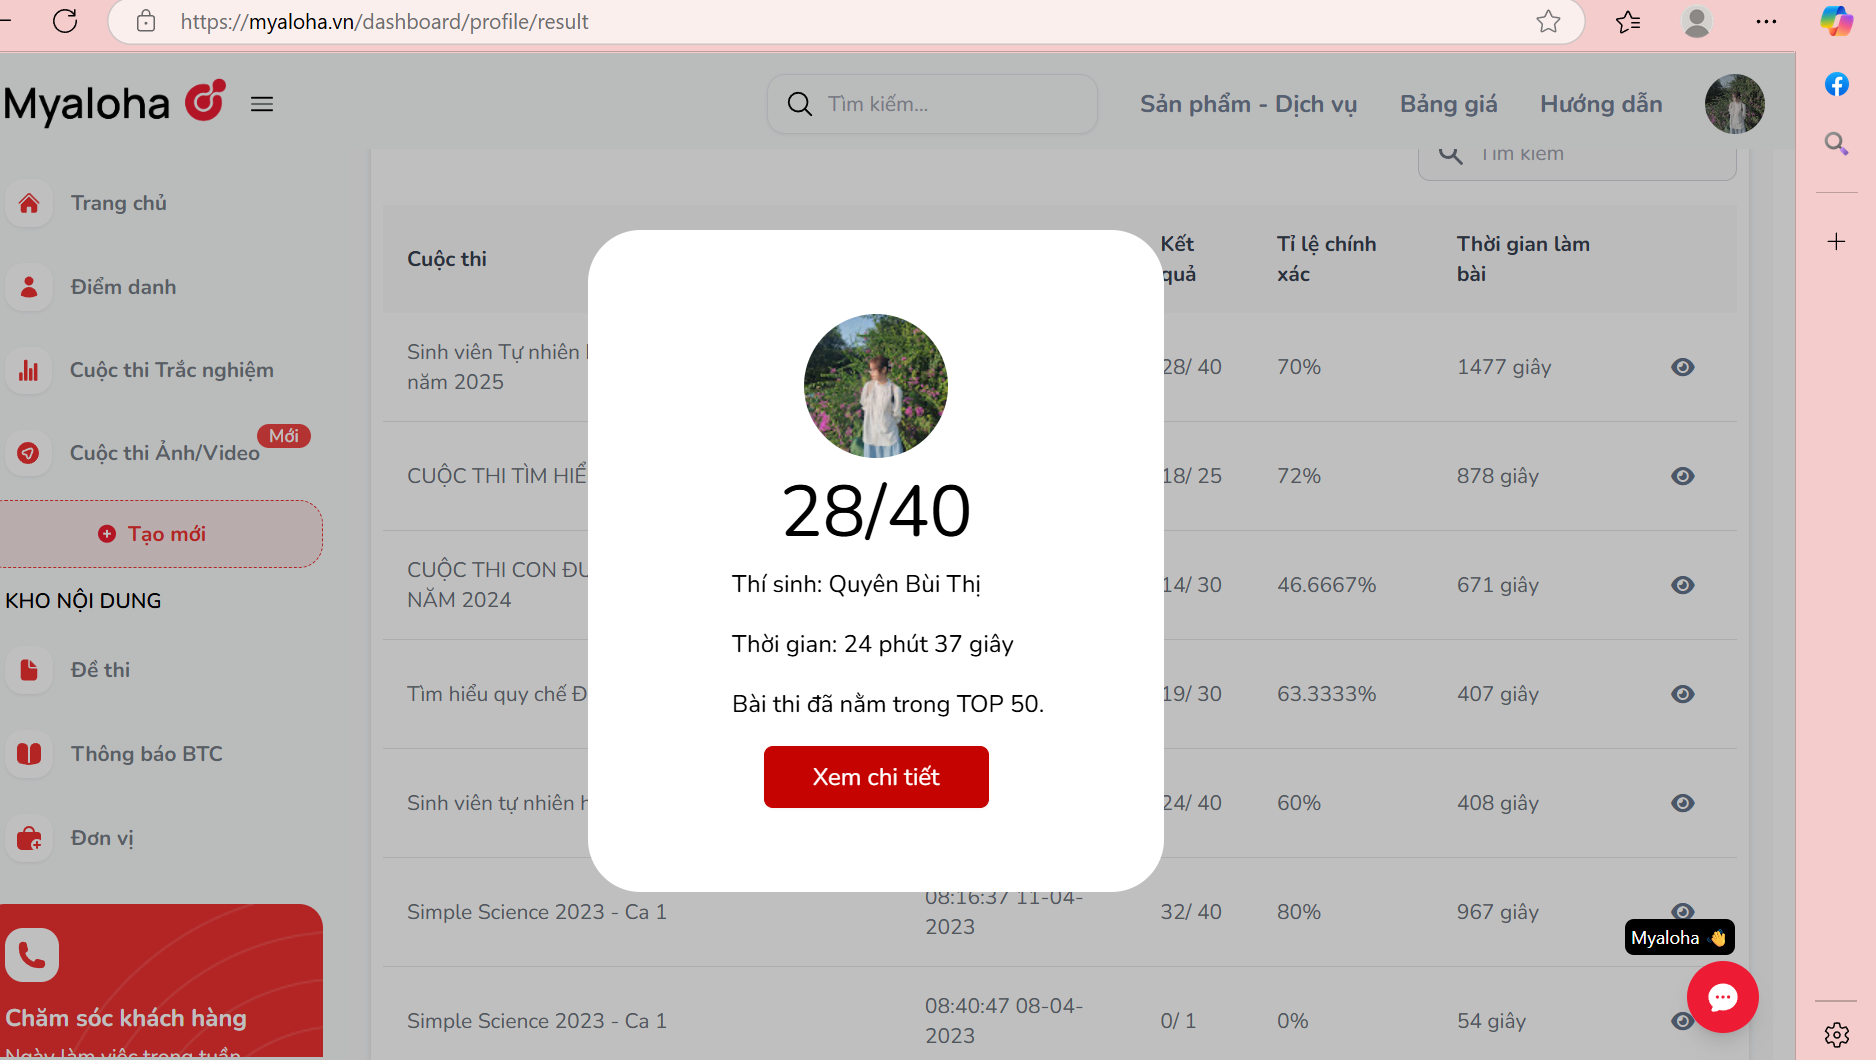 https://myaloha.vn/dashboard/profile/result
Myaloha
Tìm kiếm...
Sản phẩm - Dịch vụ
Bảng giá
Hướng dẫn
Tìm kiếm
Trang chủ
Điểm danh
Cuộc thi Trắc nghiệm
Cuộc thi Ảnh/Video
Mới
Tạo mới
KHO NỘI DUNG
Đề thi
Thông báo BTC
Đơn vị
Chăm sóc khách hàng
Ngày làm việc trong tuần
Cuộc thi
Kết quả
Tỉ lệ chính xác
Thời gian làm bài
Sinh viên Tự nhiên
năm 2025
28/ 40
70%
1477 giây
CUỘC THI TÌM HIỂ
18/ 25
72%
878 giây
CUỘC THI CON ĐƯ
NĂM 2024
14/ 30
46.6667%
671 giây
Tìm hiểu quy chế Đ
19/ 30
63.3333%
407 giây
Sinh viên tự nhiên h
24/ 40
60%
408 giây
Simple Science 2023 - Ca 1
08:16:37 11-04-
2023
32/ 40
80%
967 giây
Simple Science 2023 - Ca 1
08:40:47 08-04-
2023
0/ 1
0%
54 giây
28/40
Thí sinh: Quyên Bùi Thị
Thời gian: 24 phút 37 giây
Bài thi đã nằm trong TOP 50.
Xem chi tiết
Myaloha 👋